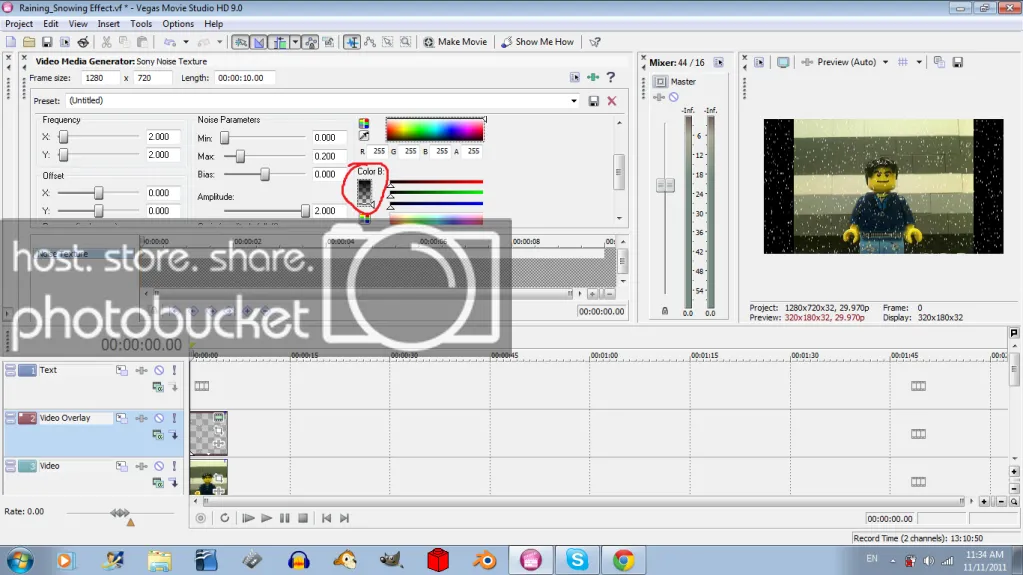 Raining_Snowing Effect.vf * - Vegas Movie Studio HD 9.0
Project Edit View Insert Tools Options Help
Make Movie Show Me How
Video Media Generator: Sony Noise Texture
Frame size: 1280 x 720 Length: 00:00:10.00
Preset: (Untitled)
Frequency
X: 2.000
Y: 2.000
Offset
X: 0.000
Y: 0.000
Noise Parameters
Min: 0.000
Max 0.200
Bias: 0.000
Amplitude:
2.000
R 255 G 255 B 255 A 255
Color B:
Mixer: 44 / 16
Master
-Inf. -Inf.
6
12
18
24
30
36
42
48
54
0.0 0.0
Preview (Auto)
Project: 1280x720x32, 29.970p Frame: 0
Preview: 320x180x32, 29.970p Display: 320x180x32
00:00:00 00:00:02 00:00:04 00:00:06 00:00:08
Noise Texture
00:00:00.00
host. store. share.
photobucket
00:00:00.00
00:00:00 00:00:15 00:00:30 00:00:45 00:01:00 00:01:15 00:01:30 00:01:45
1 Text
2 Video Overlay
3 Video
Rate: 0.00
00:00:00.00
Record Time (2 channels): 13:10:50
EN
11:34 AM
11/11/2011